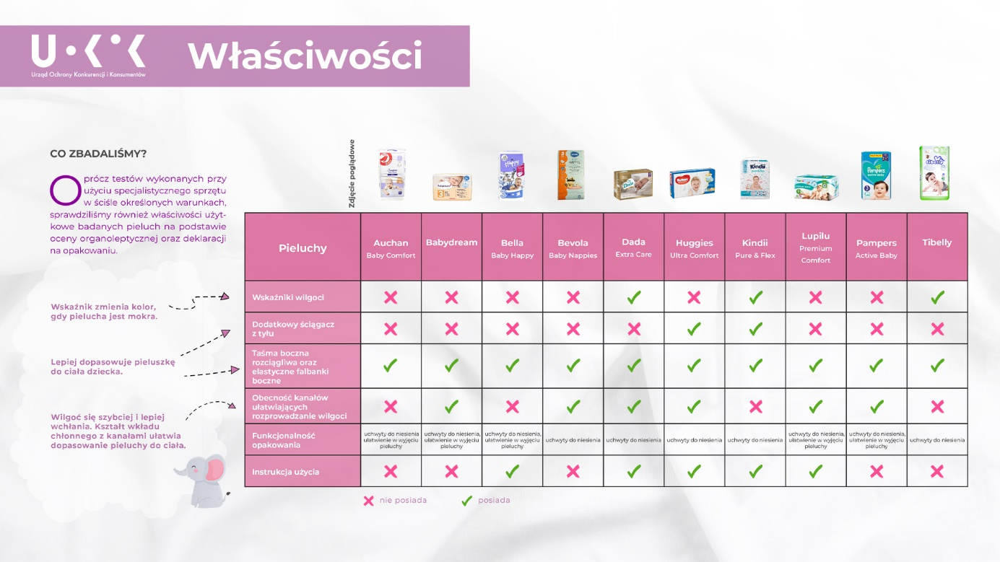 U·K·K
Urząd Ochrony Konkurencji i Konsumentów
Właściwości
CO ZBADALIŚMY?
Oprócz testów wykonanych przy
użyciu specjalistycznego sprzętu
w ściśle określonych warunkach,
sprawdziliśmy również właściwości użyt-
kowe badanych pieluch na podstawie
oceny organoleptycznej oraz deklaracji
na opakowaniu.
Wskaźnik zmienia kolor,
gdy pielucha jest mokra.
Lepiej dopasowuje pieluszkę
do ciała dziecka.
Wilgoć się szybciej i lepiej
wchłania. Kształt wkładu
chłonnego z kanałami ułatwia
dopasowanie pieluchy do ciała.
Zdjęcie poglądowe
Happy
Dada
Huggies
Kindii
Pampers
Pieluchy
Auchan
Baby Comfort
Babydream
Bella
Baby Happy
Bevola
Baby Nappies
Dada
Extra Care
Huggies
Ultra Comfort
Kindii
Pure & Flex
Lupilu
Premium
Comfort
Pampers
Active Baby
Tibelly
Wskaźniki wilgoci
Dodatkowy ściągacz
z tyłu
Taśma boczna
rozciągliwa oraz
elastyczne falbanki
boczne
Obecność kanałów
ułatwiających
rozprowadzanie wilgoci
Funkcjonalność
opakowania
uchwyty do niesienia
ułatwienie w wyjęciu
pieluchy
uchwyty do niesienia,
ułatwienie w wyjęciu
pieluchy
uchwyty do niesienia,
ułatwienie w wyjęciu
pieluchy
uchwyty do niesienia
uchwyty do niesienia
uchwyty do niesienia
uchwyty do niesienia
uchwyty do niesienia,
ułatwienie w wyjęciu
pieluchy
uchwyty do niesienia,
ułatwienie w wyjęciu
pieluchy
uchwyty do niesienia
Instrukcja użycia
nie posiada
posiada